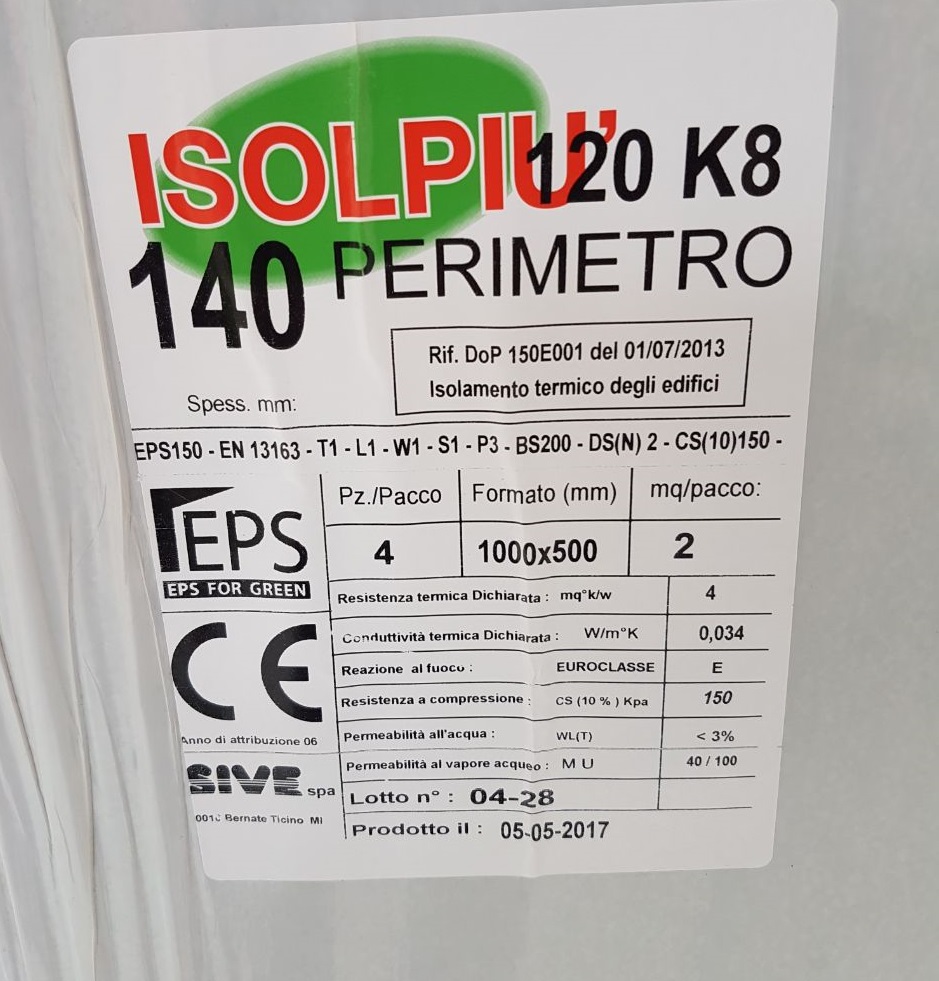 ISOLPIU' 120 K8
140 PERIMETRO
Rif. DoP 150E001 del 01/07/2013
Isolamento termico degli edifici
Spess. mm:
EPS150 - EN 13163 - T1 - L1 - W1 - S1 - P3 - BS200 - DS(N) 2 - CS(10)150 -
EPS
EPS FOR GREEN
Pz./Pacco Formato (mm) mq/pacco:
4 1000x500 2
Resistenza termica Dichiarata : mq°k/w 4
Conduttività termica Dichiarata : W/m°K 0,034
Reazione al fuoco : EUROCLASSE E
Resistenza a compressione : CS (10 % ) Kpa 150
Permeabilità all'acqua : WL(T) < 3%
Permeabilità al vapore acqueo : M U 40 / 100
Lotto n° : 04-28
Prodotto il : 05-05-2017
CE
Anno di attribuzione 06
SIVE spa
Bernate Ticino Mi